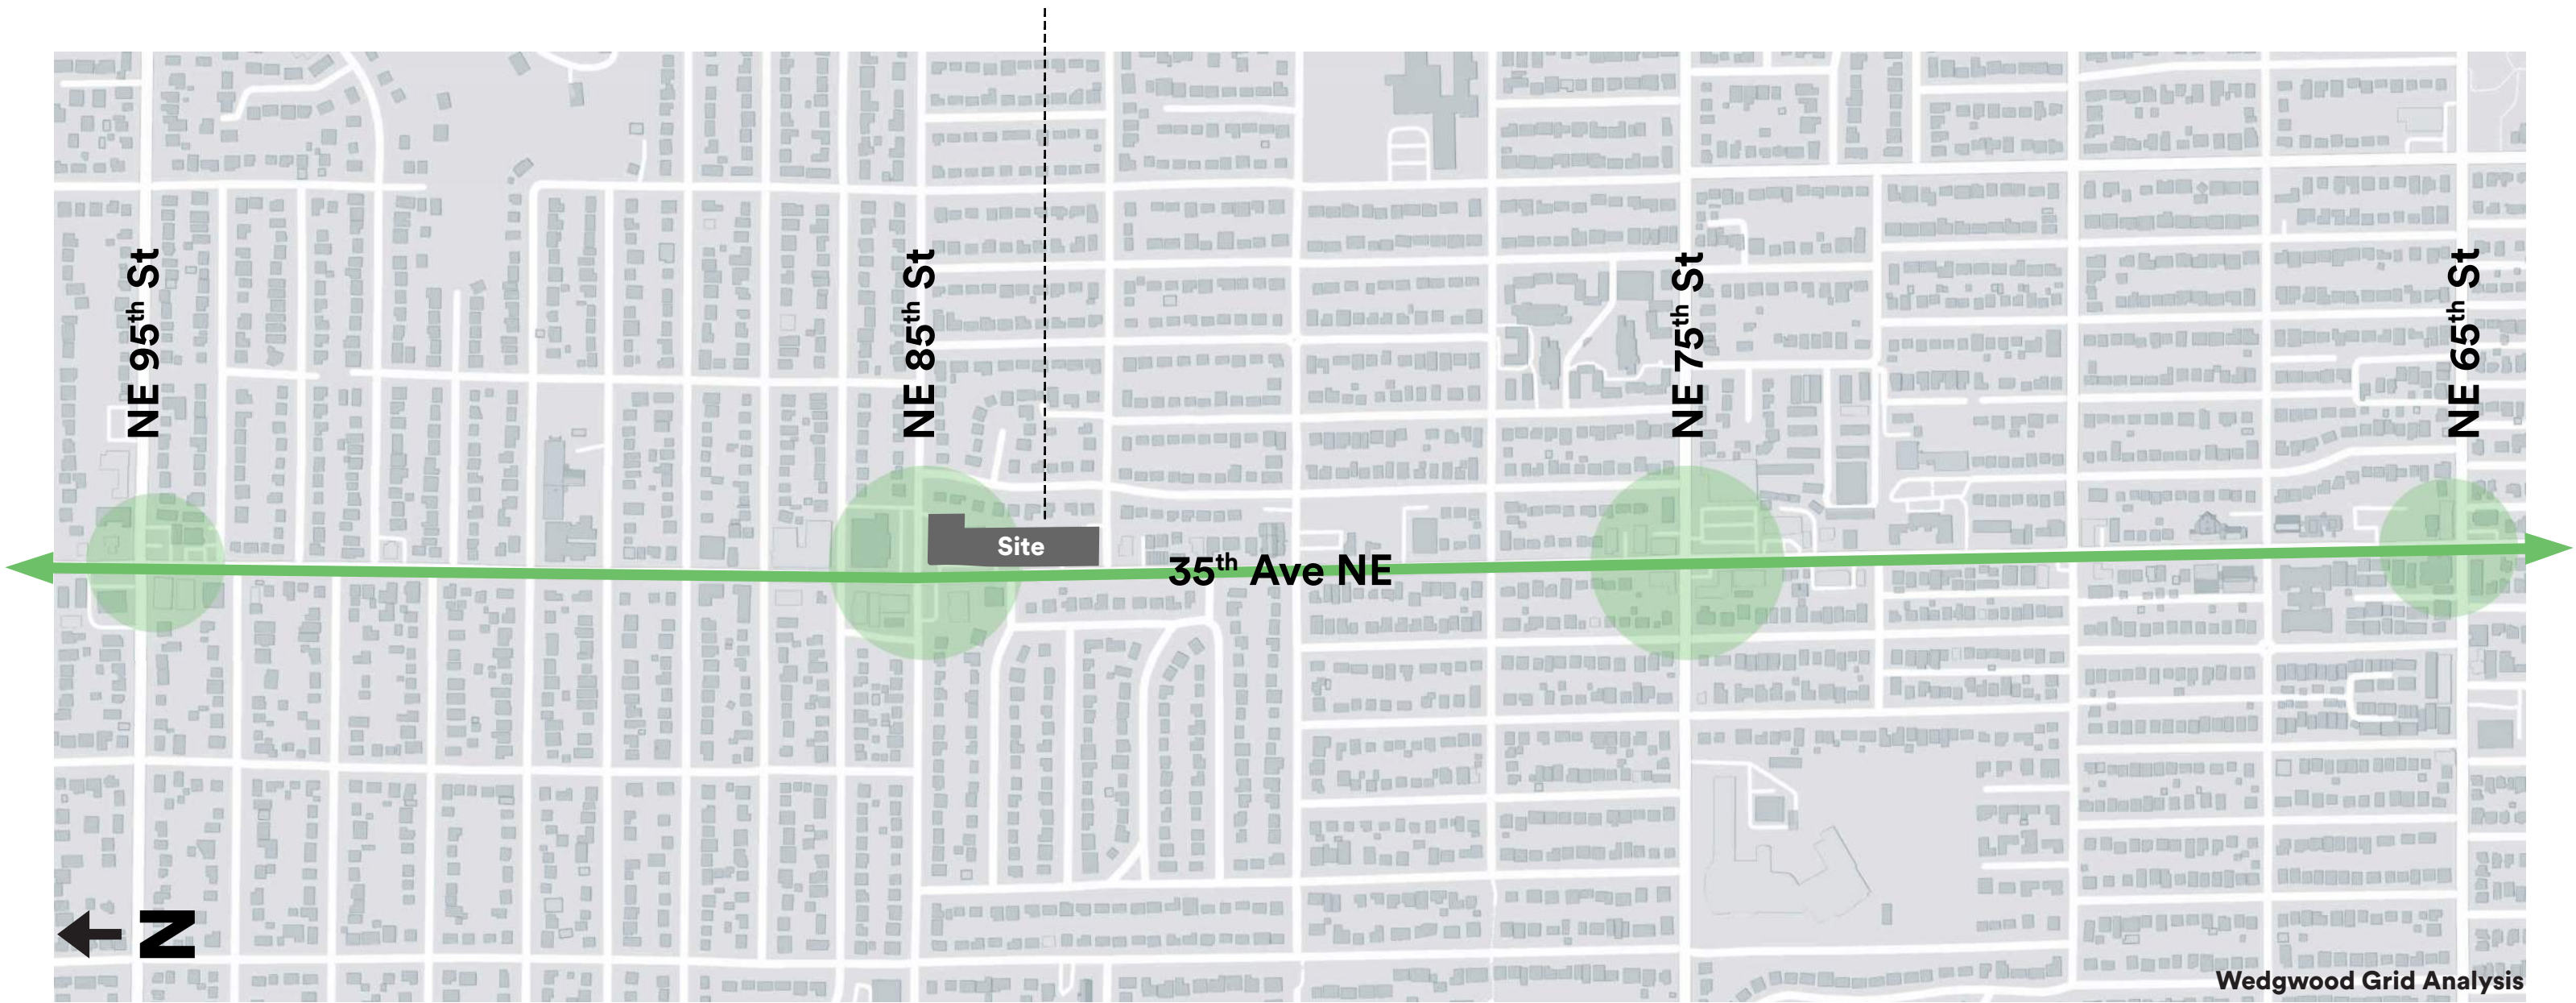 NE 95th St
NE 85th St
NE 75th St
NE 65th St
Site
35th Ave NE
N
Wedgwood Grid Analysis